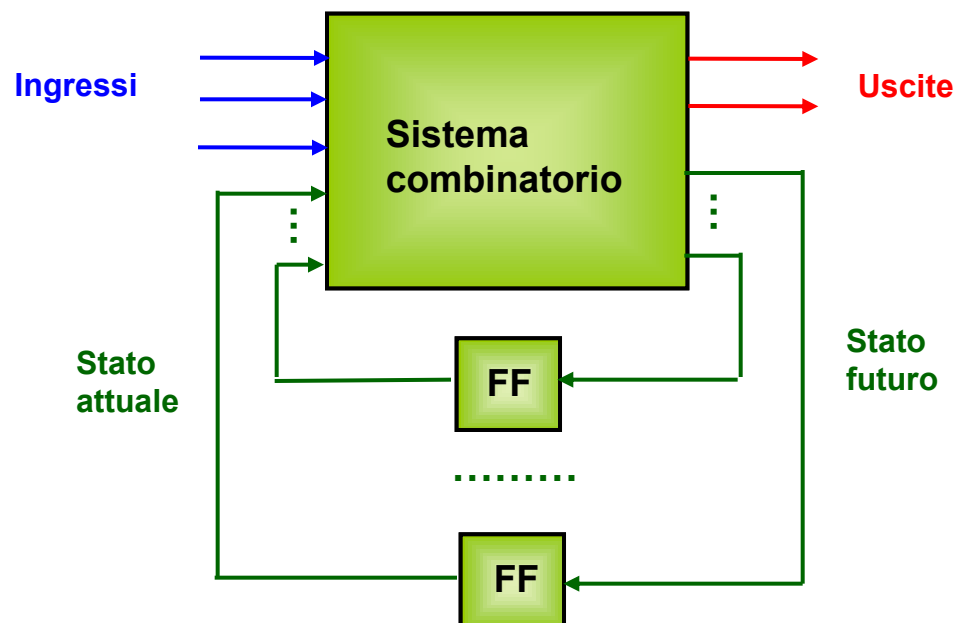 Ingressi
Sistema
combinatorio
Uscite
Stato
attuale
FF
Stato
futuro
FF